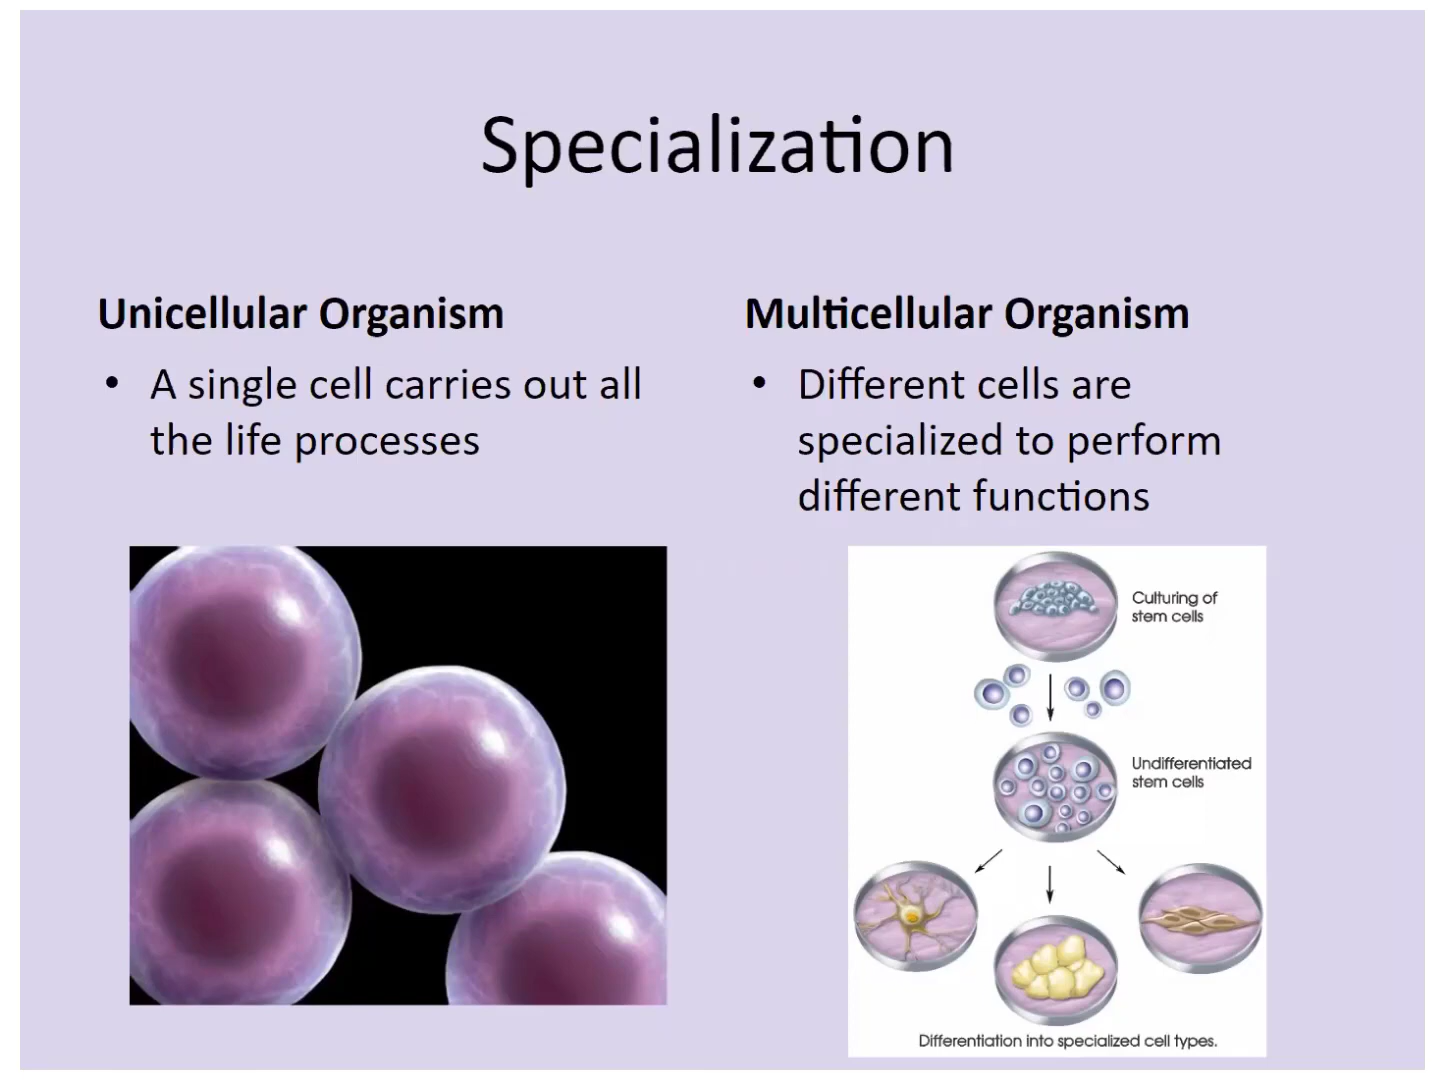 Specialization
Unicellular Organism
• A single cell carries out all
the life processes
Multicellular Organism
• Different cells are
specialized to perform
different functions
Culturing of
stem cells
Undifferentiated
stem cells
Differentiation into specialized cell types.